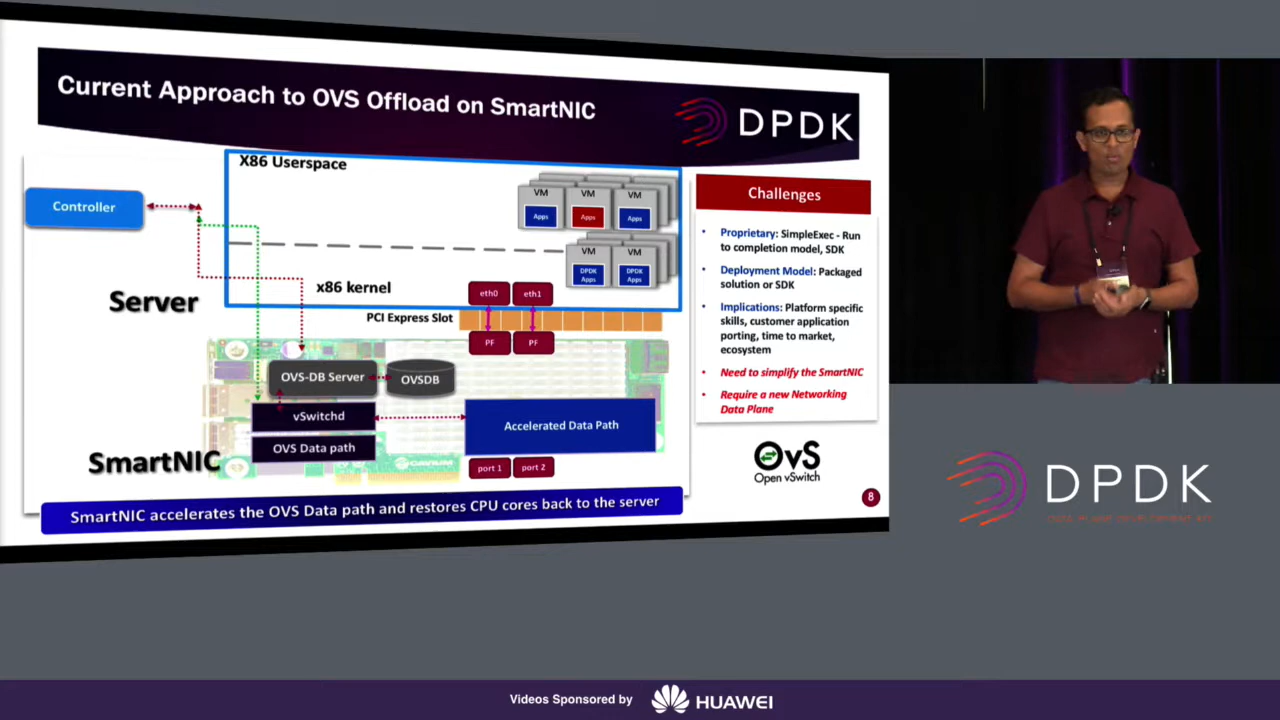 Current Approach to OVS Offload on SmartNIC
DPDK
X86 Userspace
Controller
VM
VM
VM
Apps
Apps
Apps
VM
VM
DPDK
Apps
DPDK
Apps
x86 kernel
eth0
eth1
Server
PCI Express Slot
PF
PF
OVS-DB Server
OVSDB
vSwitchd
Accelerated Data Path
OVS Data path
SmartNIC
CAVIUM
port 1
port 2
SmartNIC accelerates the OVS Data path and restores CPU cores back to the server
Challenges
• Proprietary: SimpleExec - Run
to completion model, SDK
• Deployment Model: Packaged
solution or SDK
• Implications: Platform specific
skills, customer application
porting, time to market,
ecosystem
• Need to simplify the SmartNIC
• Require a new Networking
Data Plane
OvS
Open vSwitch
8
DPDK
DATA PLANE DEVELOPMENT KIT
Videos Sponsored by
HUAWEI